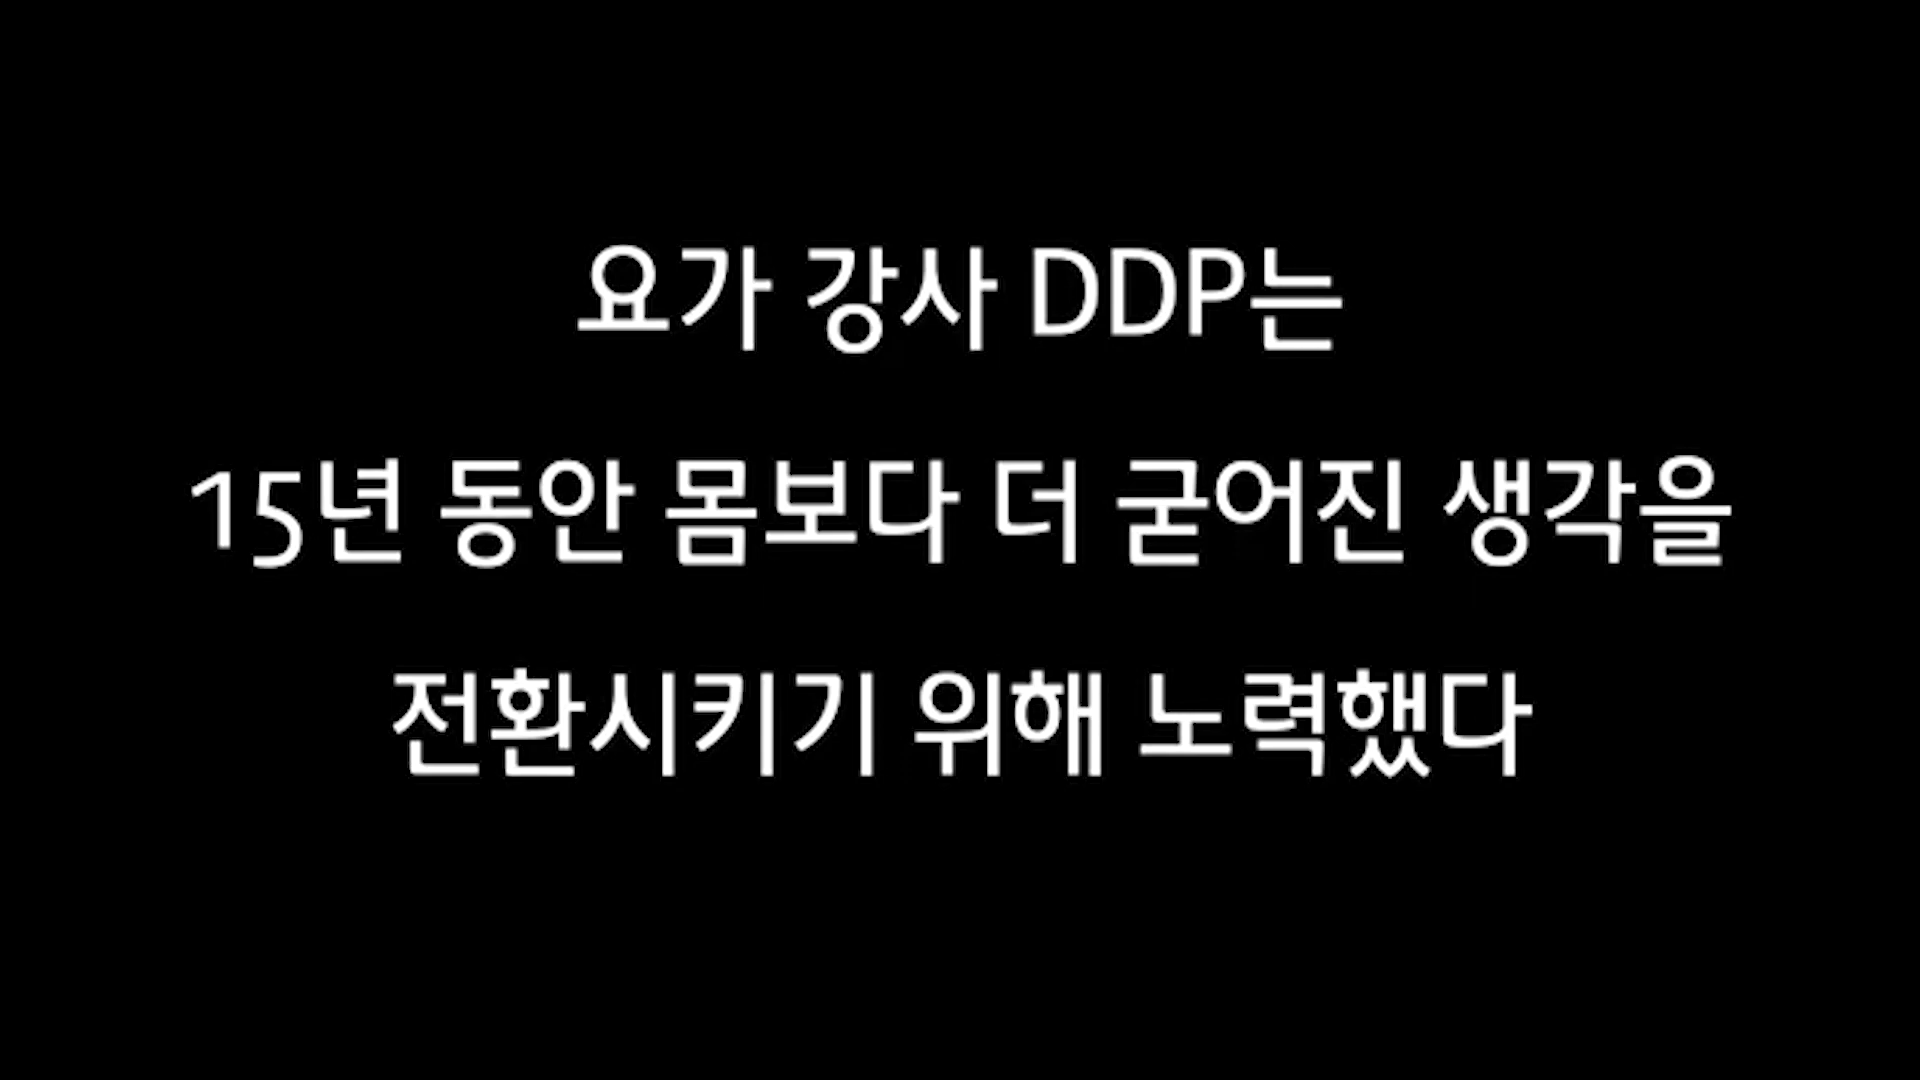 요가 강사 DDP는
15년 동안 몸보다 더 굳어진 생각을
전환시키기 위해 노력했다